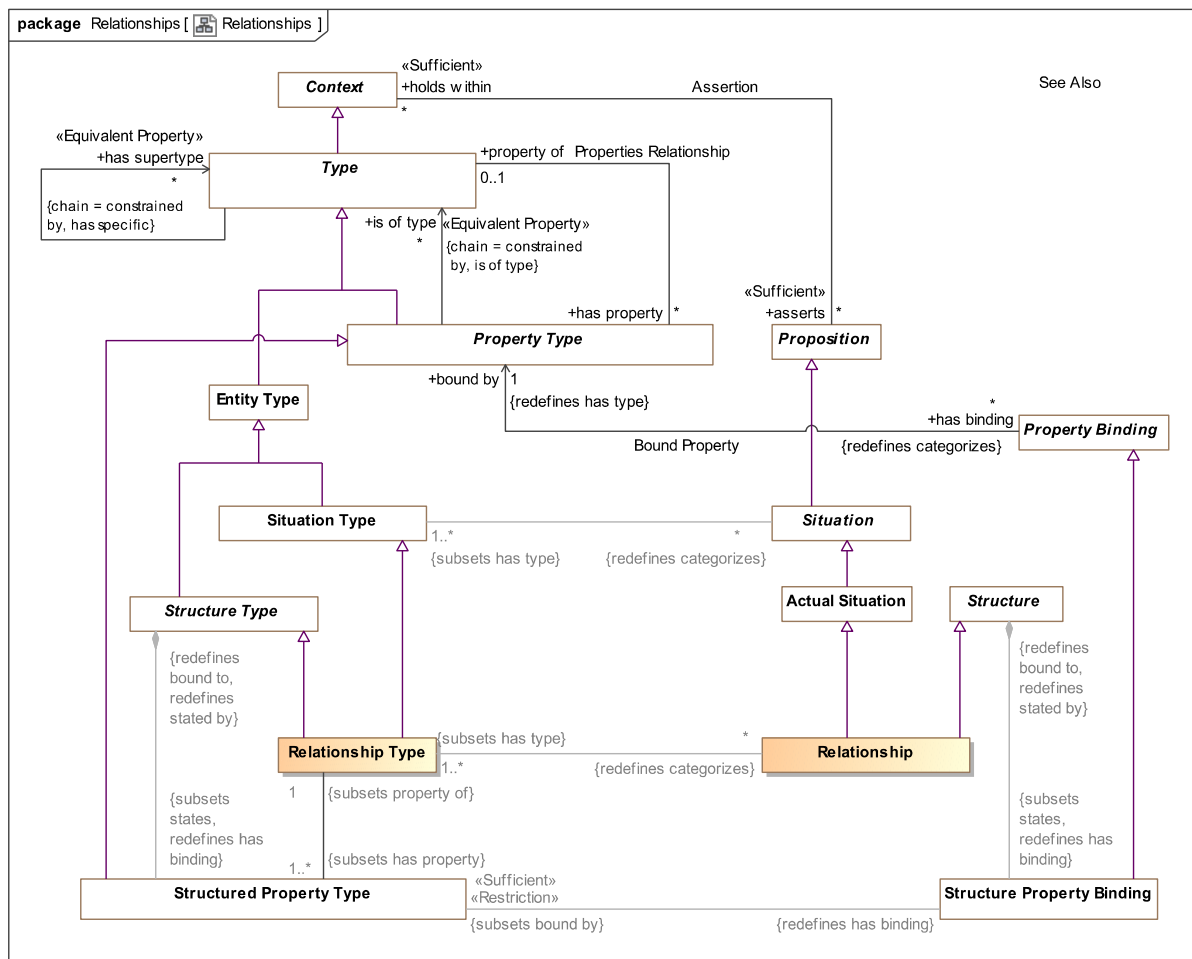 package Relationships [ Relationships ]
See Also
«Sufficient»
+holds within
*
Assertion
Context
«Equivalent Property»
+has supertype
*
{chain = constrained
by, has specific}
Type
+property of Properties Relationship
0..1
+is of type «Equivalent Property»
*
{chain = constrained
by, is of type}
«Sufficient»
+asserts *
+has property *
Property Type
Proposition
+bound by 1
{redefines has type}
Entity Type
*
+has binding
Bound Property
{redefines categorizes}
Property Binding
Situation Type
1..*
{subsets has type}
*
{redefines categorizes}
Situation
Structure Type
Actual Situation
Structure
{redefines
bound to,
redefines
stated by}
{redefines
bound to,
redefines
stated by}
Relationship Type
{subsets has type}
1..*
*
{redefines categorizes}
Relationship
1 {subsets property of}
{subsets
states,
redefines has
binding}
1..* {subsets has property}
{subsets
states,
redefines has
binding}
Structured Property Type
«Sufficient»
«Restriction»
{subsets bound by}
{redefines has binding}
Structure Property Binding